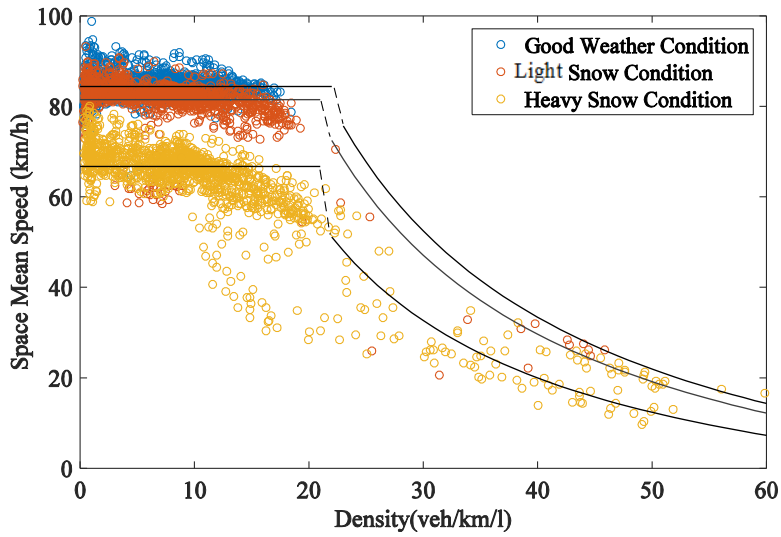 100
80
60
40
20
0
Space Mean Speed (km/h)
Good Weather Condition
Light Snow Condition
Heavy Snow Condition
0 10 20 30 40 50 60
Density(veh/km/l)